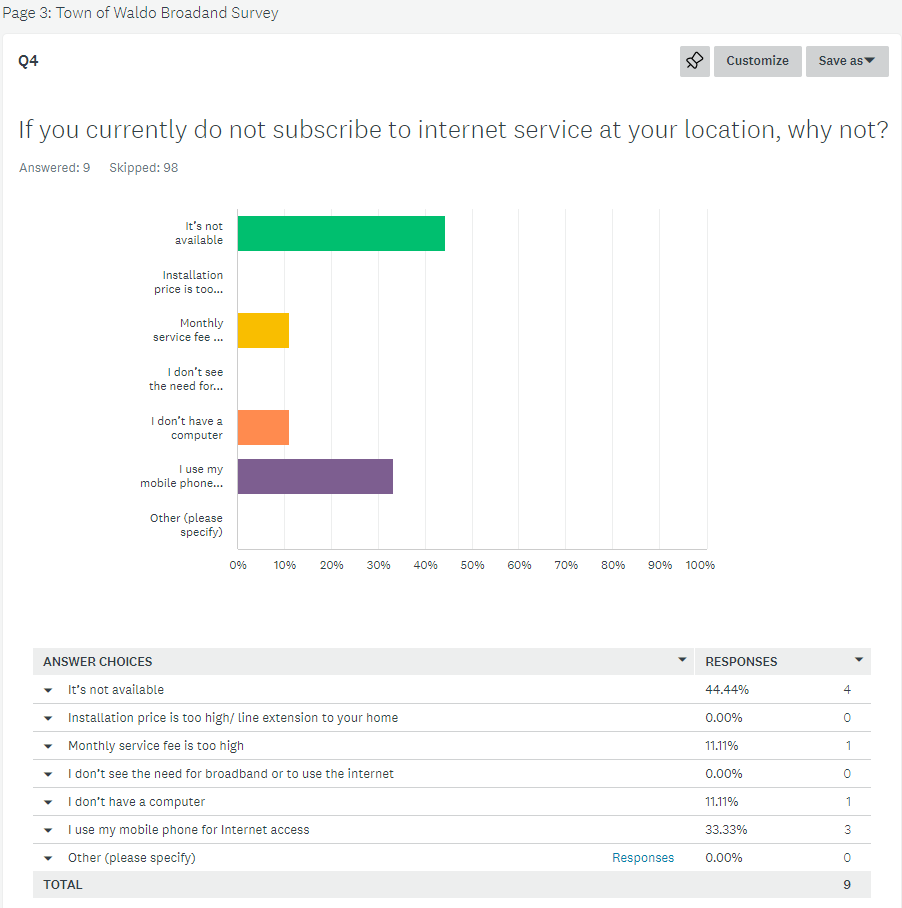 Page 3: Town of Waldo Broadand Survey
Q4
Customize
Save as
If you currently do not subscribe to internet service at your location, why not?
Answered: 9 Skipped: 98
It's not
available
Installation
price is too...
Monthly
service fee ...
I don't see
the need for...
I don't have a
computer
I use my
mobile phone...
Other (please
specify)
0% 10% 20% 30% 40% 50% 60% 70% 80% 90% 100%
ANSWER CHOICES RESPONSES
It's not available 44.44% 4
Installation price is too high/ line extension to your home 0.00% 0
Monthly service fee is too high 11.11% 1
I don't see the need for broadband or to use the internet 0.00% 0
I don't have a computer 11.11% 1
I use my mobile phone for Internet access 33.33% 3
Other (please specify) Responses 0.00% 0
TOTAL 9